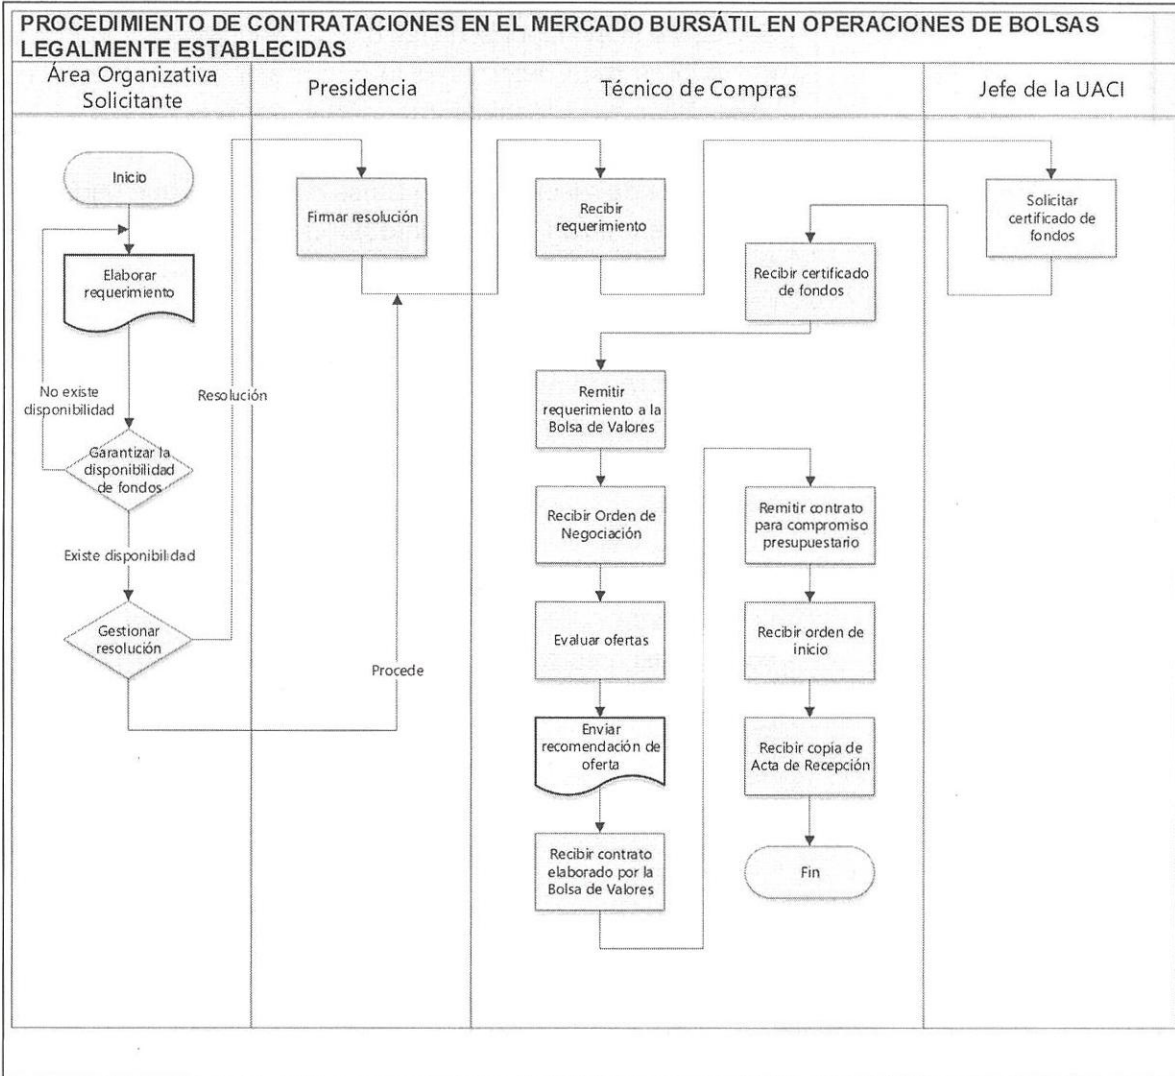 PROCEDIMIENTO DE CONTRATACIONES EN EL MERCADO BURSÁTIL EN OPERACIONES DE BOLSAS
LEGALMENTE ESTABLECIDAS
Área Organizativa
Solicitante
Presidencia
Técnico de Compras
Jefe de la UACI
Inicio
Elaborar
requerimiento
No existe
disponibilidad
Garantizar la
disponibilidad
de fondos
Existe disponibilidad
Gestionar
resolución
Resolución
Firmar resolución
Procede
Recibir
requerimiento
Solicitar
certificado de
fondos
Recibir certificado
de fondos
Remitir
requerimiento a la
Bolsa de Valores
Recibir Orden de
Negociación
Evaluar ofertas
Enviar
recomendación de
oferta
Recibir contrato
elaborado por la
Bolsa de Valores
Remitir contrato
para compromiso
presupuestario
Recibir orden de
inicio
Recibir copia de
Acta de Recepción
Fin